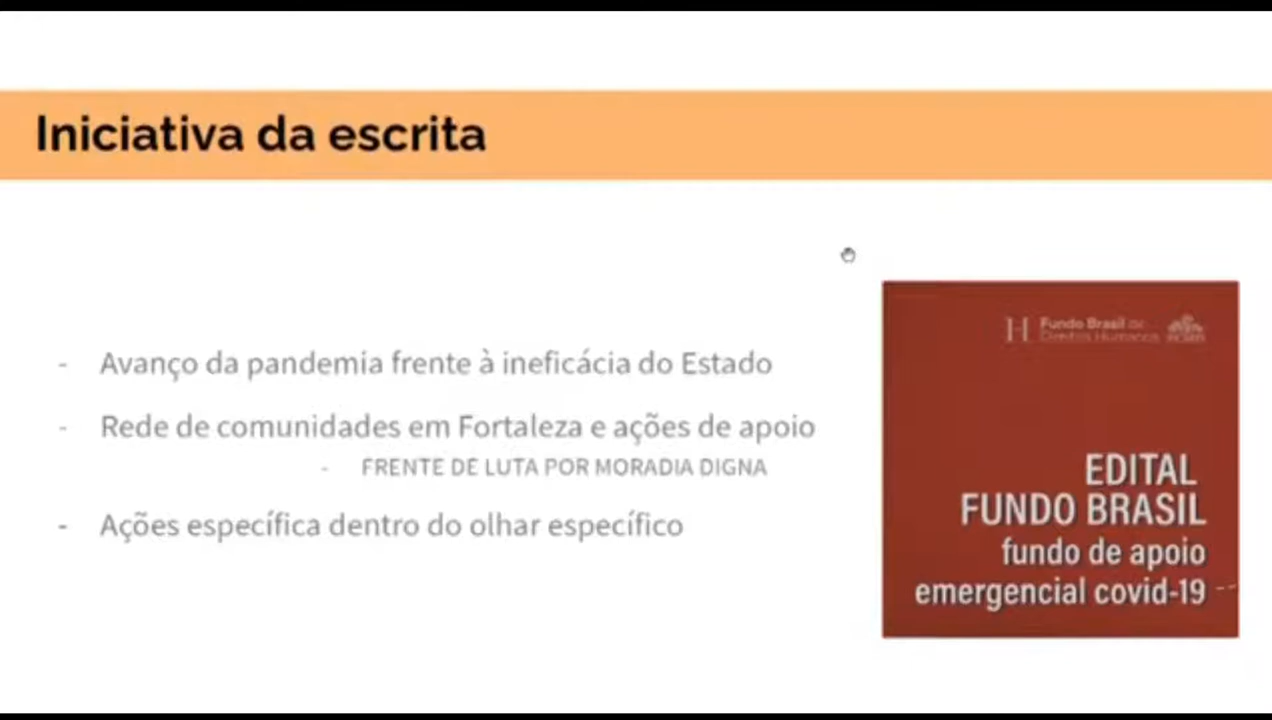 Iniciativa da escrita
- Avanço da pandemia frente à ineficácia do Estado
- Rede de comunidades em Fortaleza e ações de apoio
- FRENTE DE LUTA POR MORADIA DIGNA
- Ações específica dentro do olhar específico
H Fundo Brasil de
Direitos Humanos
EDITAL
FUNDO BRASIL
fundo de apoio
emergencial covid-19